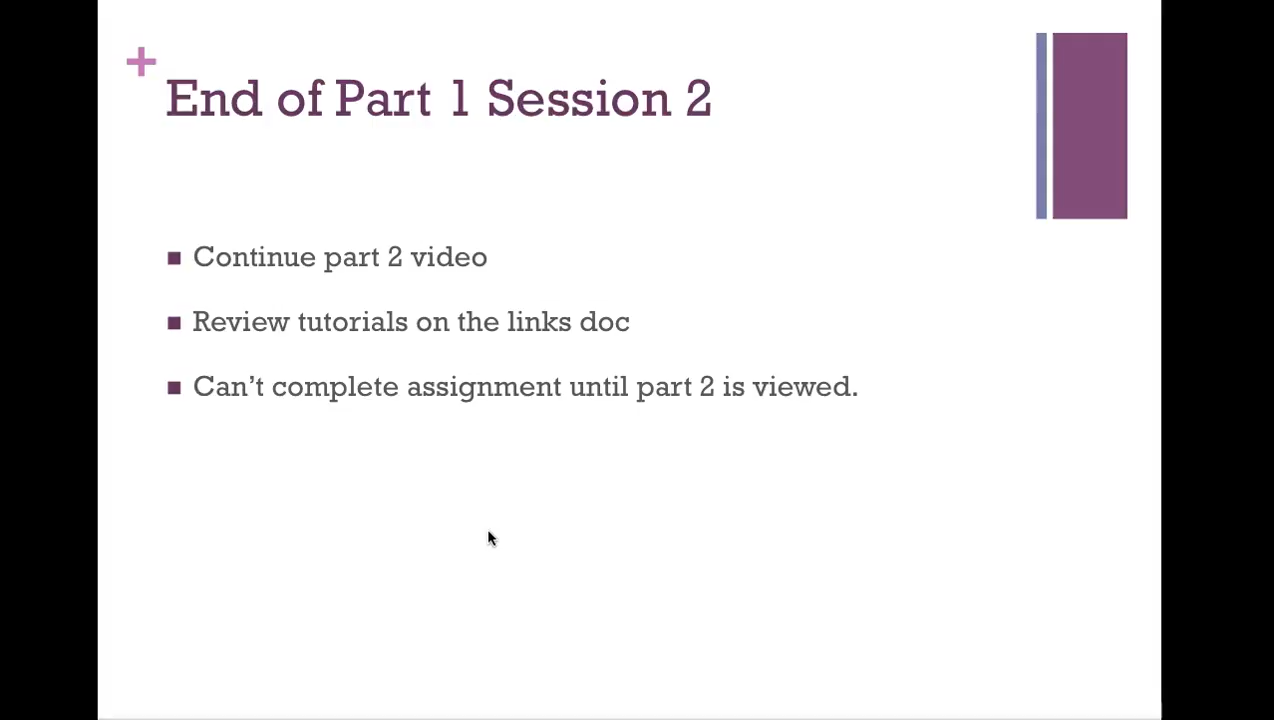 +
End of Part 1 Session 2
■ Continue part 2 video
■ Review tutorials on the links doc
■ Can’t complete assignment until part 2 is viewed.